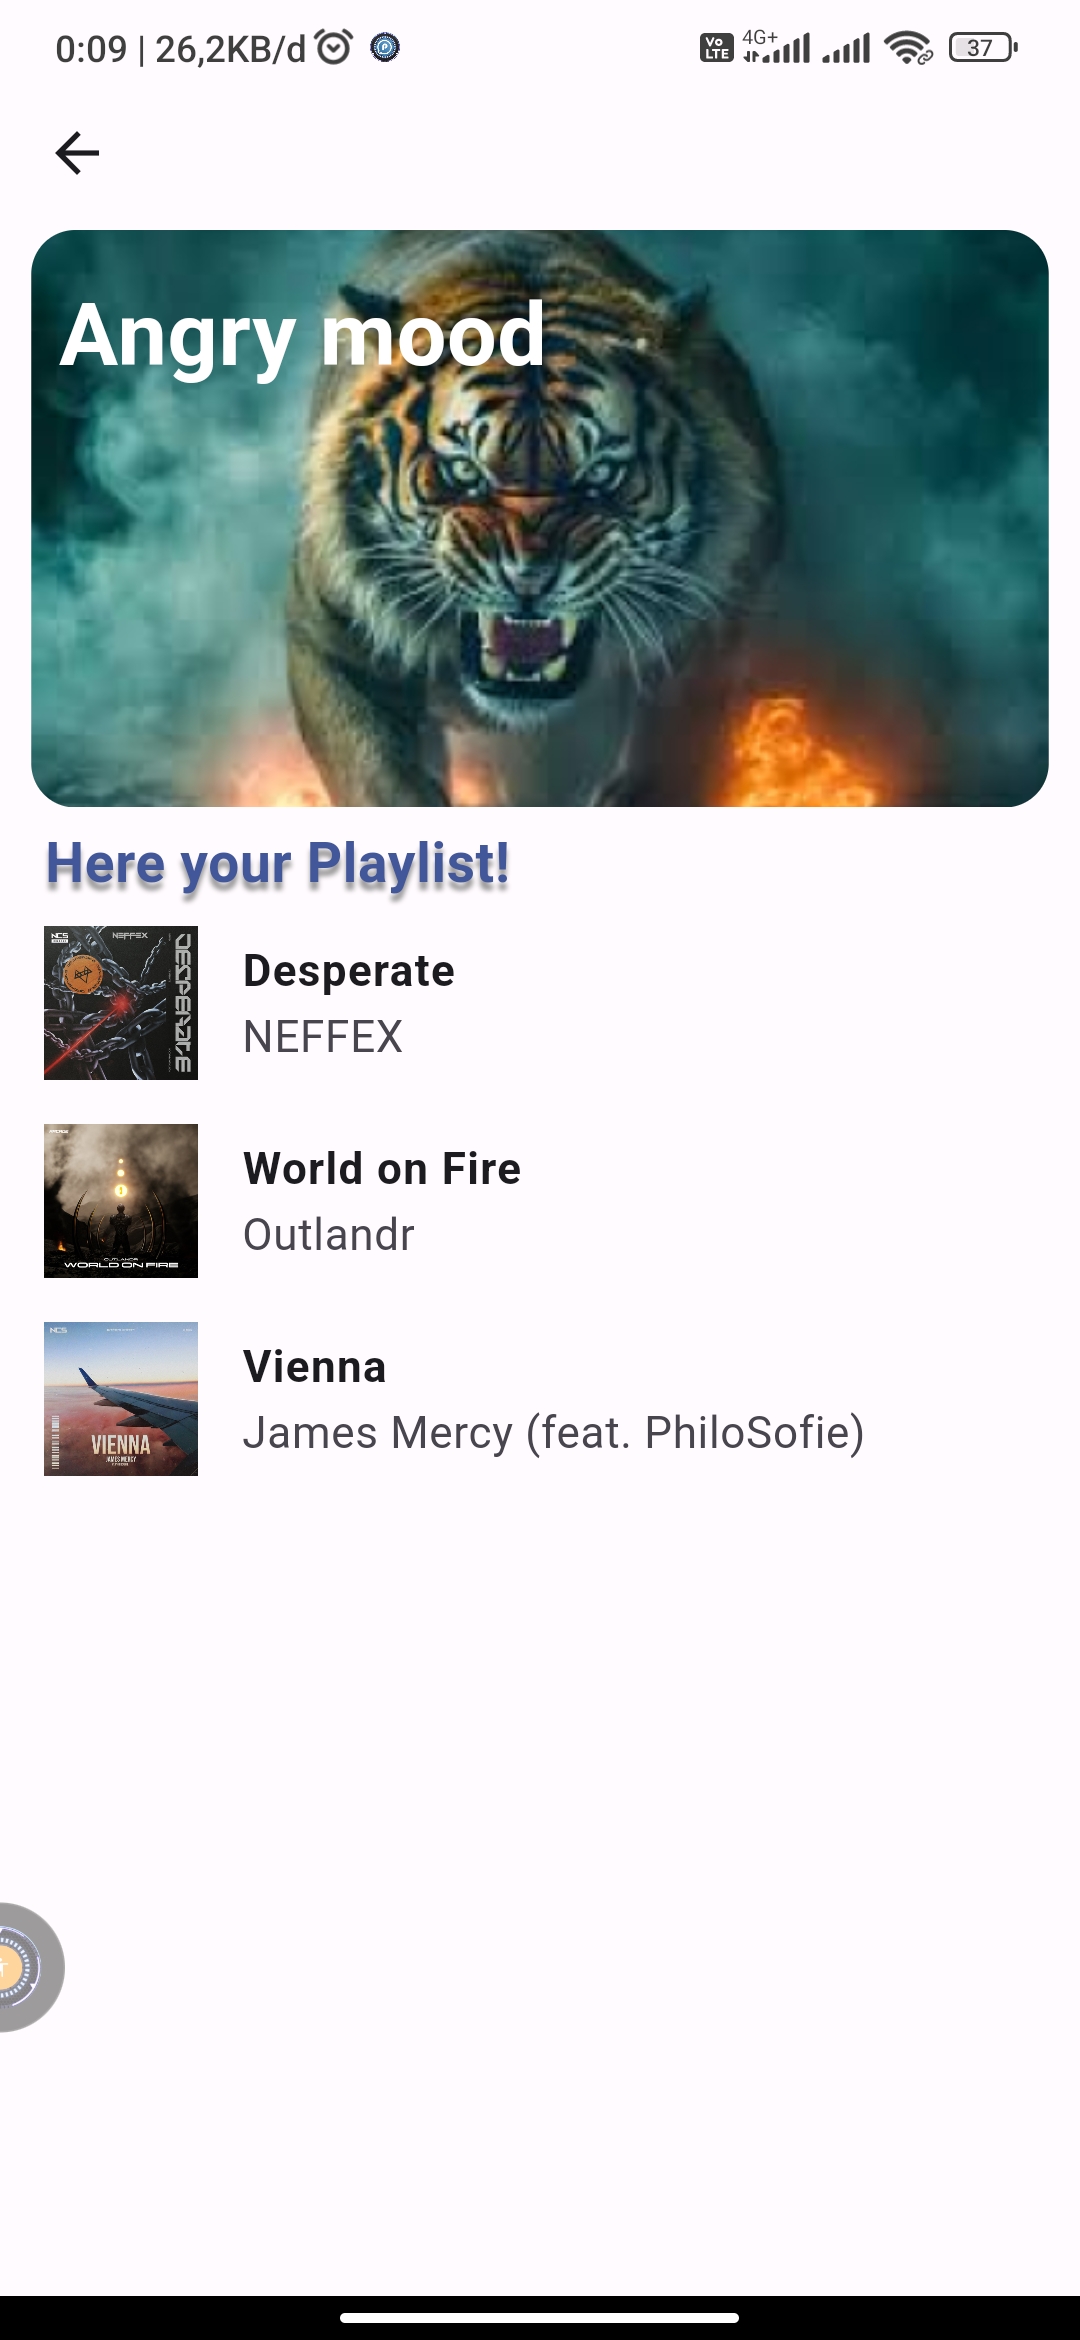 0:09 | 26,2KB/d
Vo LTE 4G+ 37
Angry mood
Here your Playlist!
NCS NEFFEX
DESPERATE
Desperate
NEFFEX
OUTLANDR
WORLD ON FIRE
World on Fire
Outlandr
NCS
VIENNA
JAMES MERCY
Vienna
James Mercy (feat. PhiloSofie)